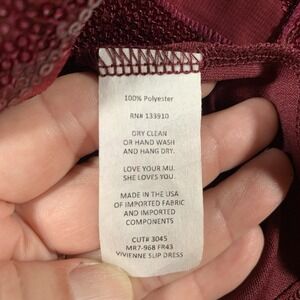 100% Polyester
RN# 133910
DRY CLEAN
OR HAND WASH
AND HANG DRY.
LOVE YOUR MU.
SHE LOVES YOU.
MADE IN THE USA
OF IMPORTED FABRIC
AND IMPORTED
COMPONENTS
CUT# 3045
MR7-968 FR43
VIVIENNE SLIP DRESS